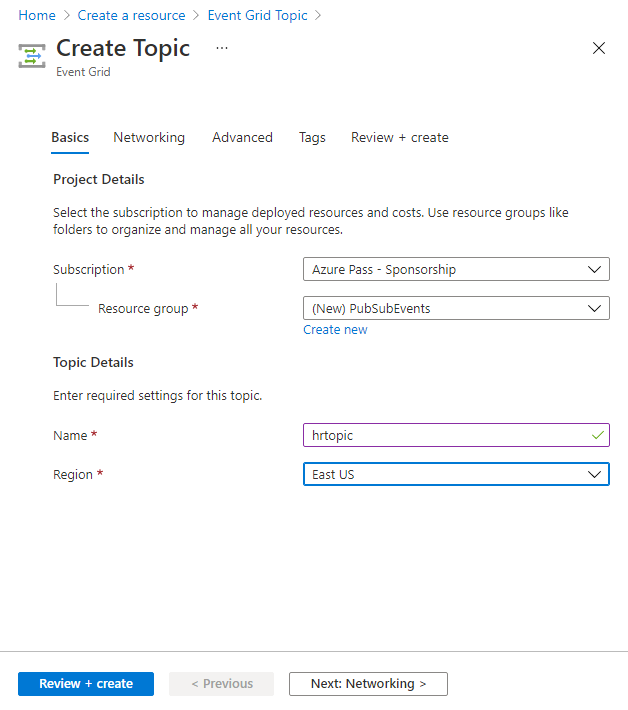 Home > Create a resource > Event Grid Topic >
Create Topic ...
Event Grid
Basics Networking Advanced Tags Review + create
Project Details
Select the subscription to manage deployed resources and costs. Use resource groups like
folders to organize and manage all your resources.
Subscription * Azure Pass - Sponsorship
Resource group * (New) PubSubEvents
Create new
Topic Details
Enter required settings for this topic.
Name * hrtopic
Region * East US
Review + create < Previous Next: Networking >